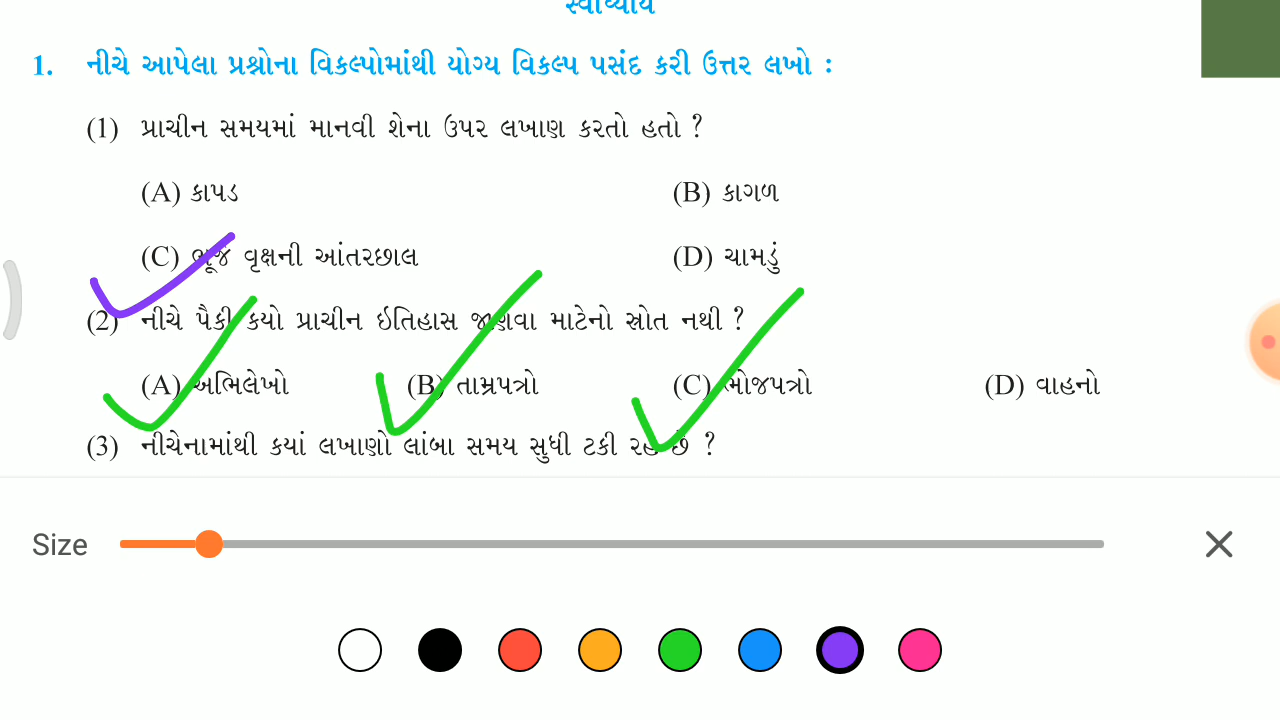 સ્વાધ્યાય
1. નીચે આપેલા પ્રશ્નોના વિકલ્પોમાંથી યોગ્ય વિકલ્પ પસંદ કરી ઉત્તર લખો :
(1) પ્રાચીન સમયમાં માનવી શેના ઉપર લખાણ કરતો હતો ?
(A) કાપડ (B) કાગળ
(C) ભૂર્જ વૃક્ષની આંતરછાલ (D) ચામડું
(2) નીચે પૈકી કયો પ્રાચીન ઇતિહાસ જાણવા માટેનો સ્રોત નથી ?
(A) અભિલેખો (B) તામ્રપત્રો (C) ભોજપત્રો (D) વાહનો
(3) નીચેનામાંથી કયાં લખાણો લાંબા સમય સુધી ટકી રહે છે ?
Size